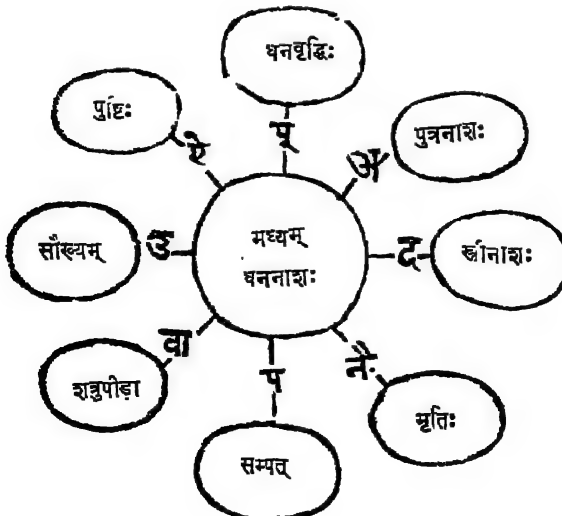 धनवृद्धिः
पू
पुष्टिः
ऐ
पुत्रनाशः
अ
सौख्यम्
उ
मध्यम्
धननाशः
द
स्त्रीनाशः
वा
शत्रुपीडा
प
सम्पत्
नै
मृतिः